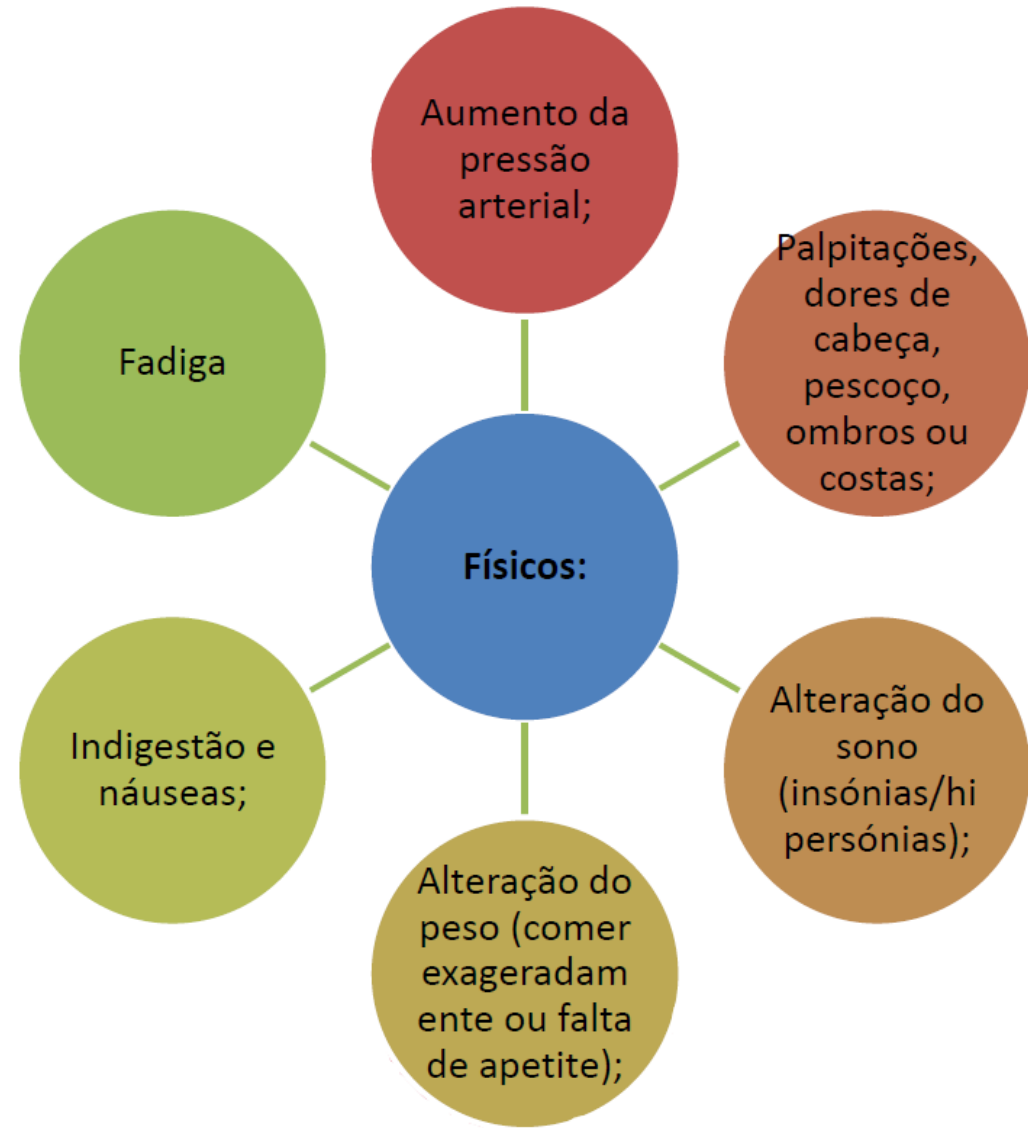 Aumento da
pressão
arterial;
Palpitações,
dores de
cabeça,
pescoço,
ombros ou
costas;
Fadiga
Físicos:
Alteração do
sono
(insónias/hi
persónias);
Indigestão e
náuseas;
Alteração do
peso (comer
exageradam
ente ou falta
de apetite);